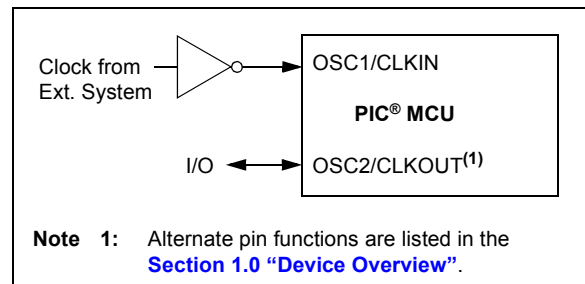 Clock from
Ext. System
OSC1/CLKIN
PIC® MCU
I/O
OSC2/CLKOUT(1)
Note 1: Alternate pin functions are listed in the
Section 1.0 “Device Overview”.